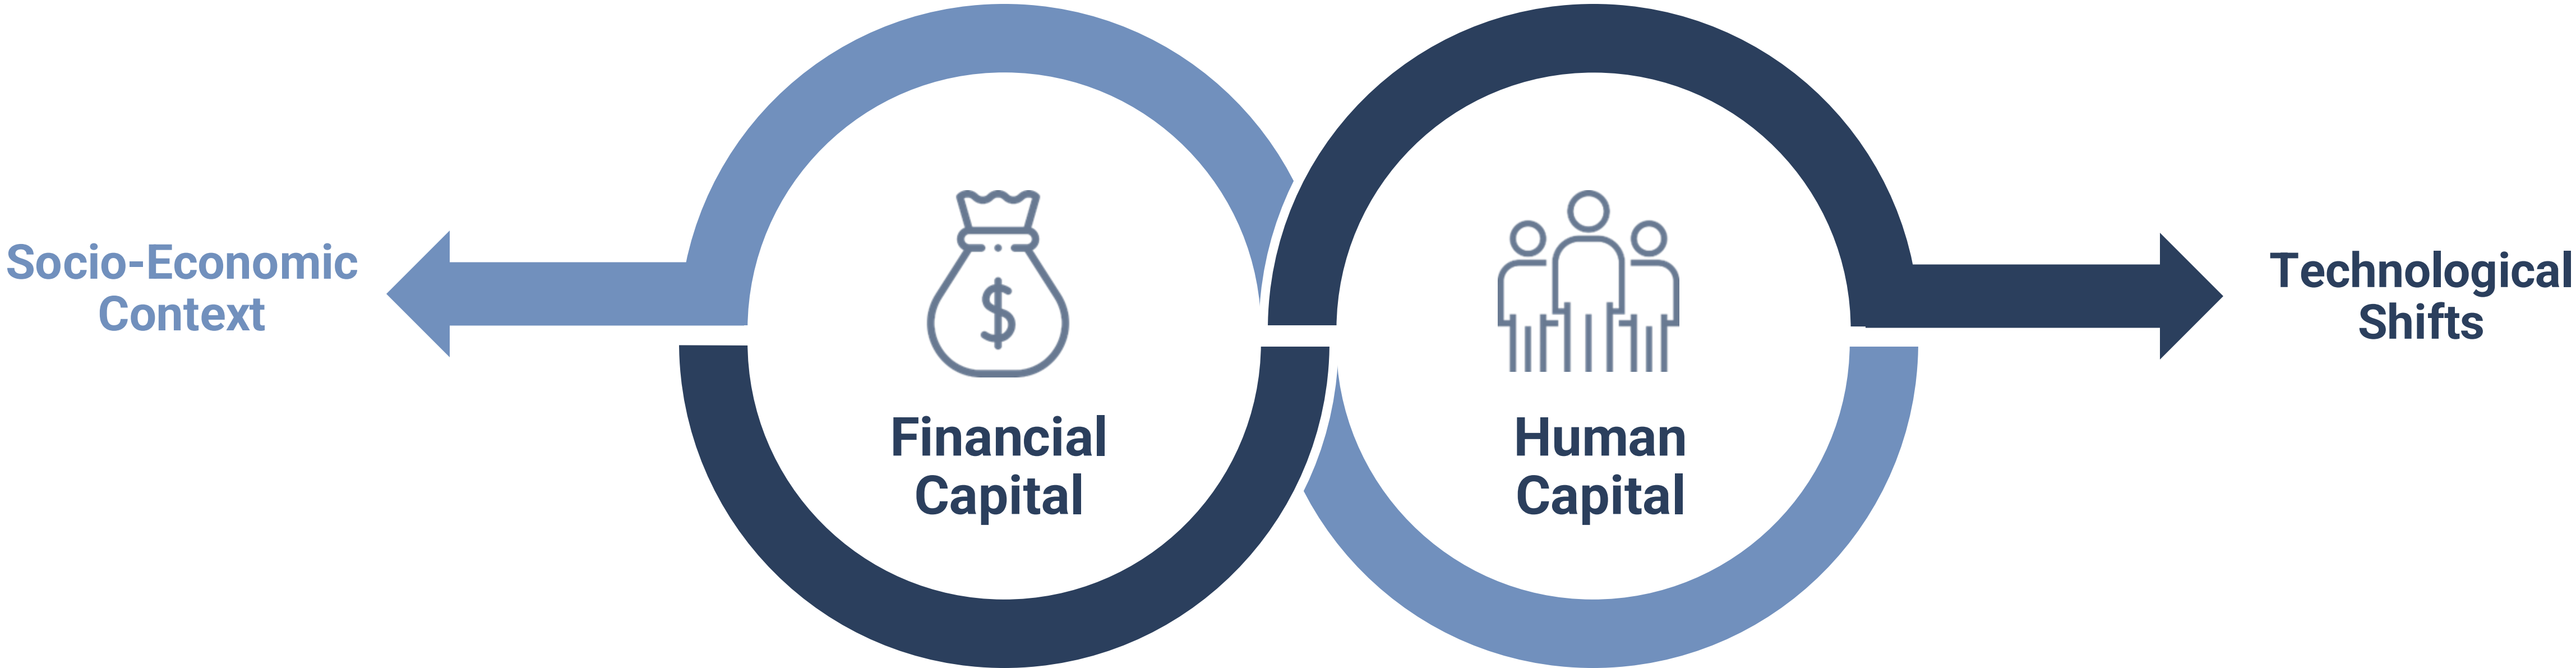 Socio-Economic
Context
Financial
Capital
Human
Capital
Technological
Shifts